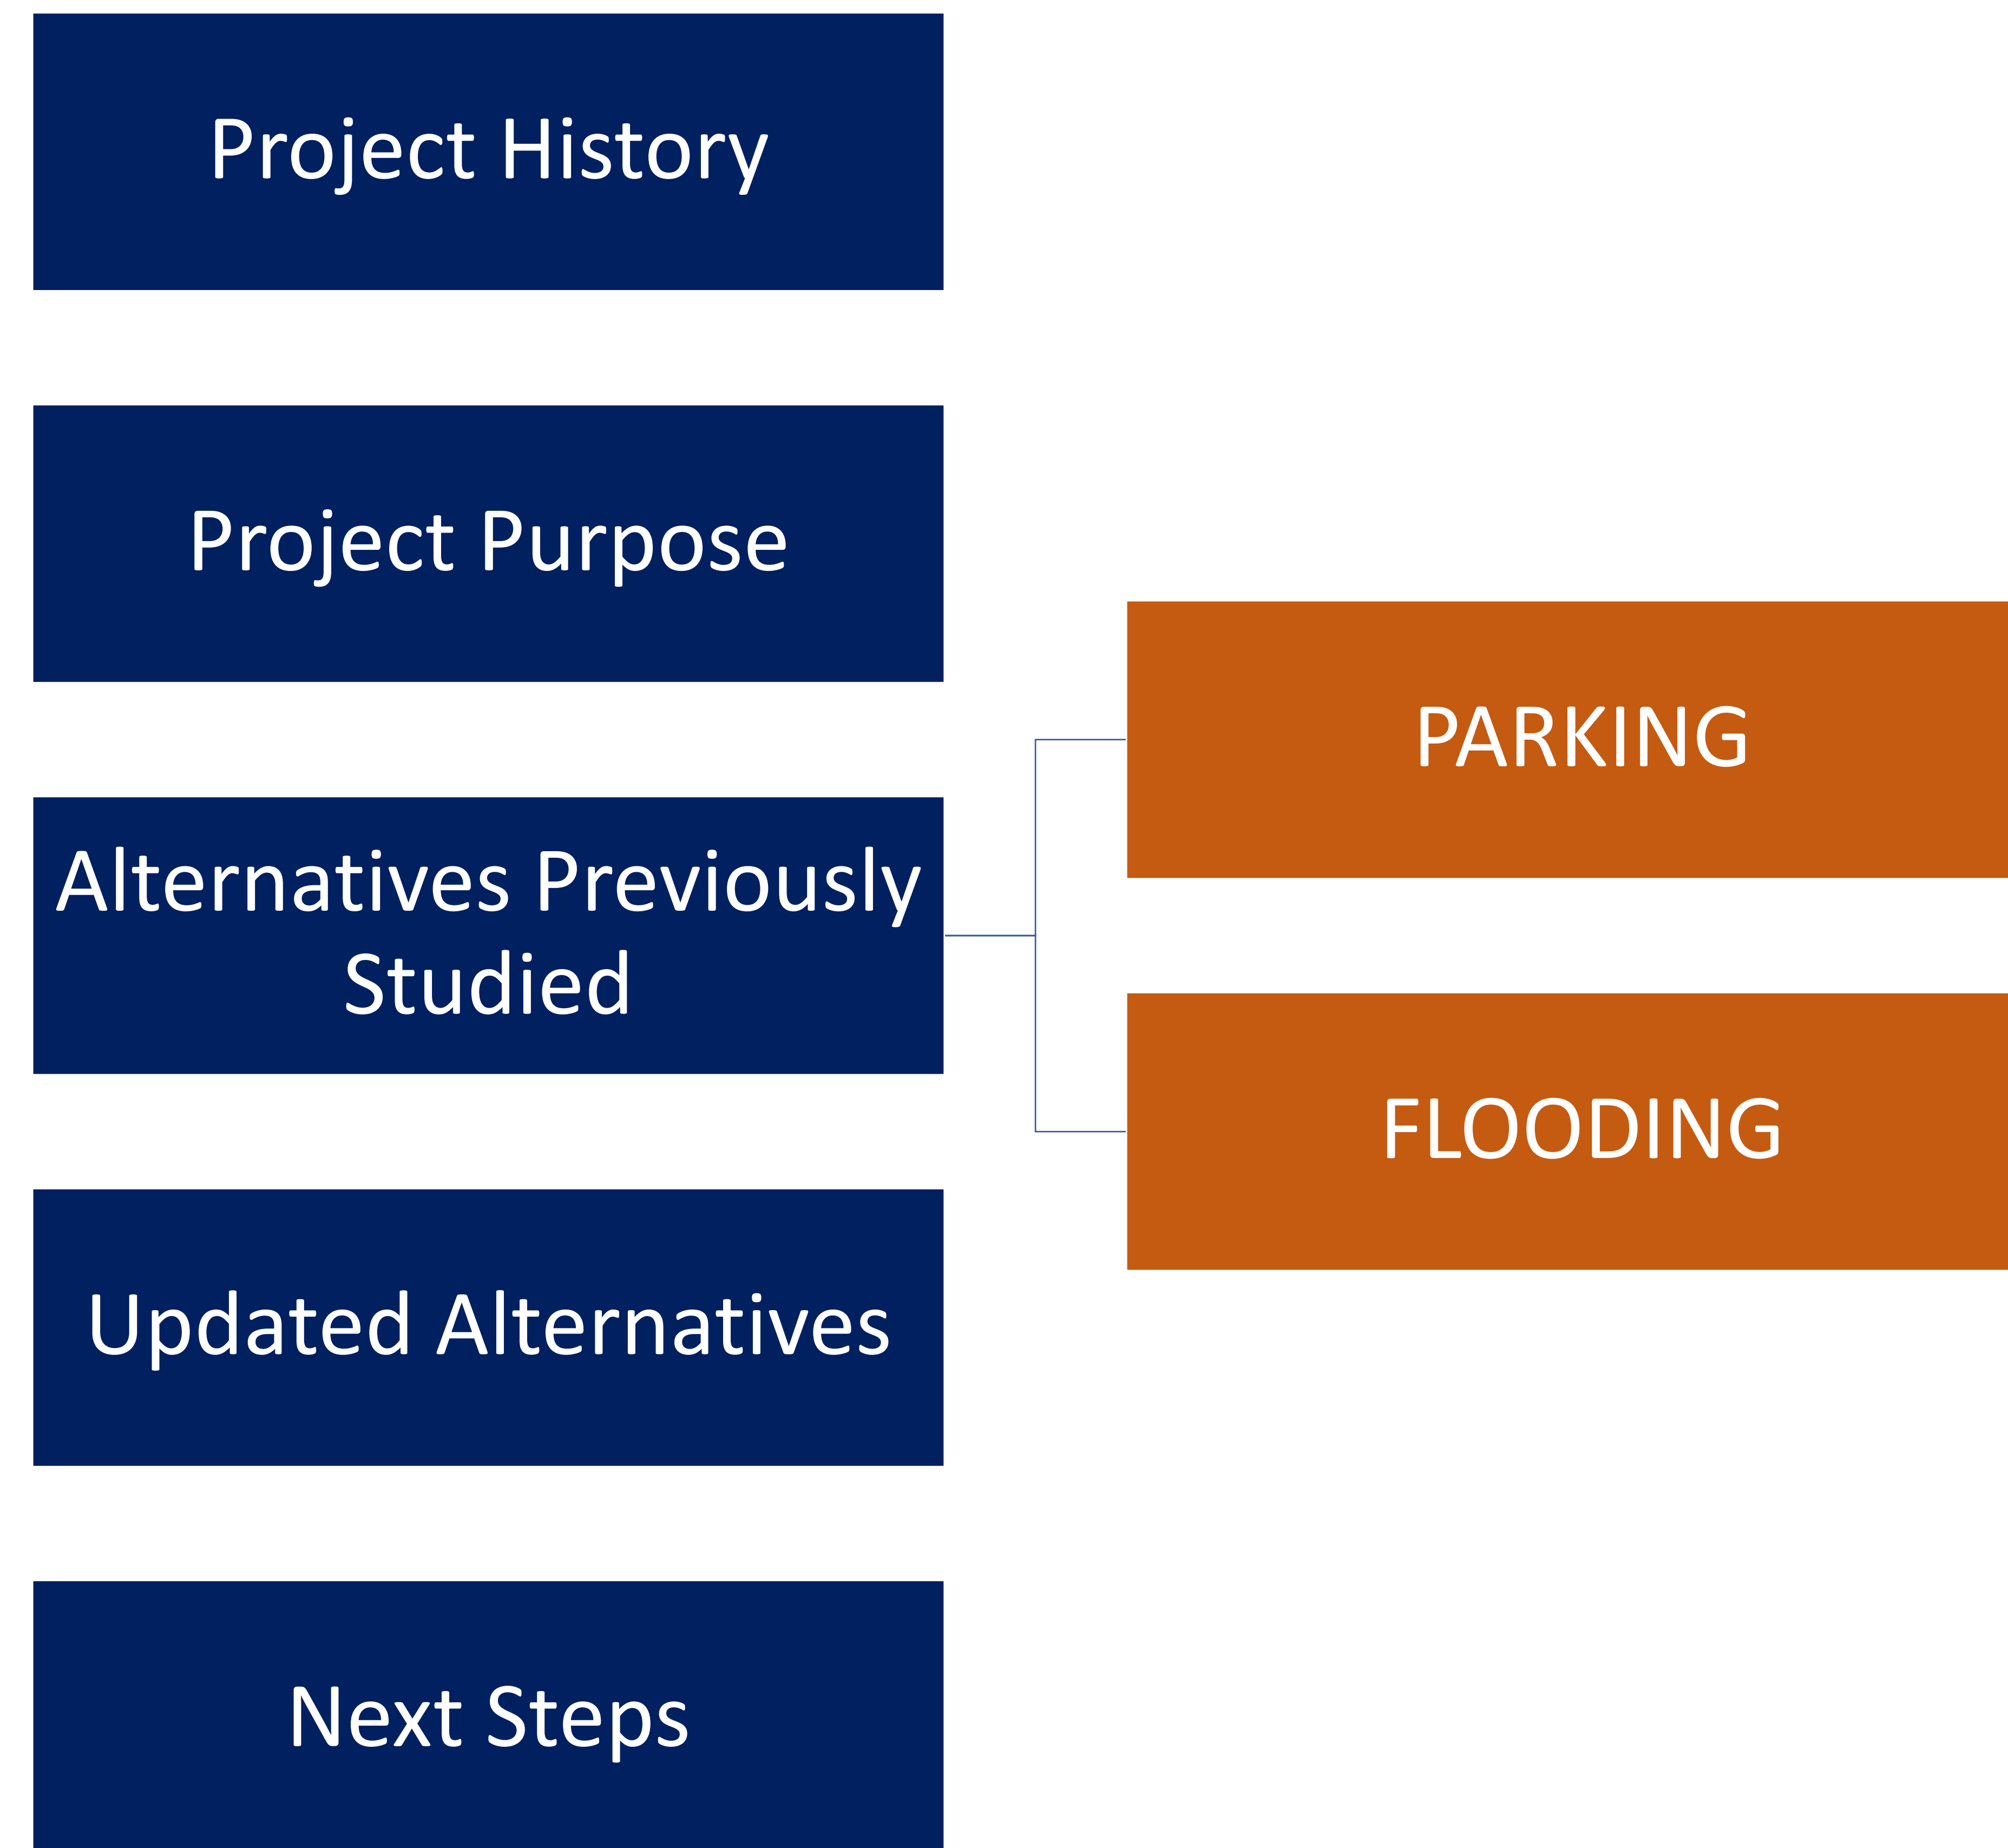 Project History
Project Purpose
Alternatives Previously
Studied
PARKING
FLOODING
Updated Alternatives
Next Steps